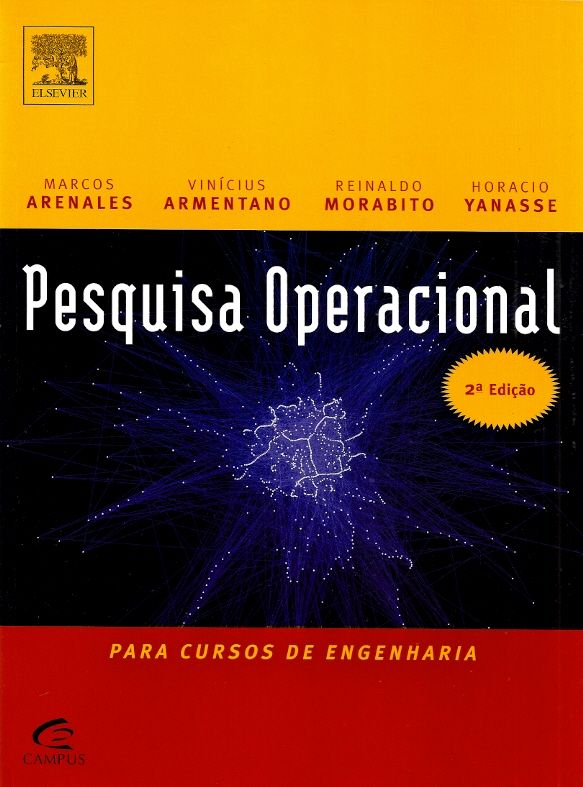 ELSEVIER
MARCOS ARENALES
VINÍCIUS ARMENTANO
REINALDO MORABITO
HORACIO YANASSE
Pesquisa Operacional
2ª Edição
PARA CURSOS DE ENGENHARIA
CAMPUS